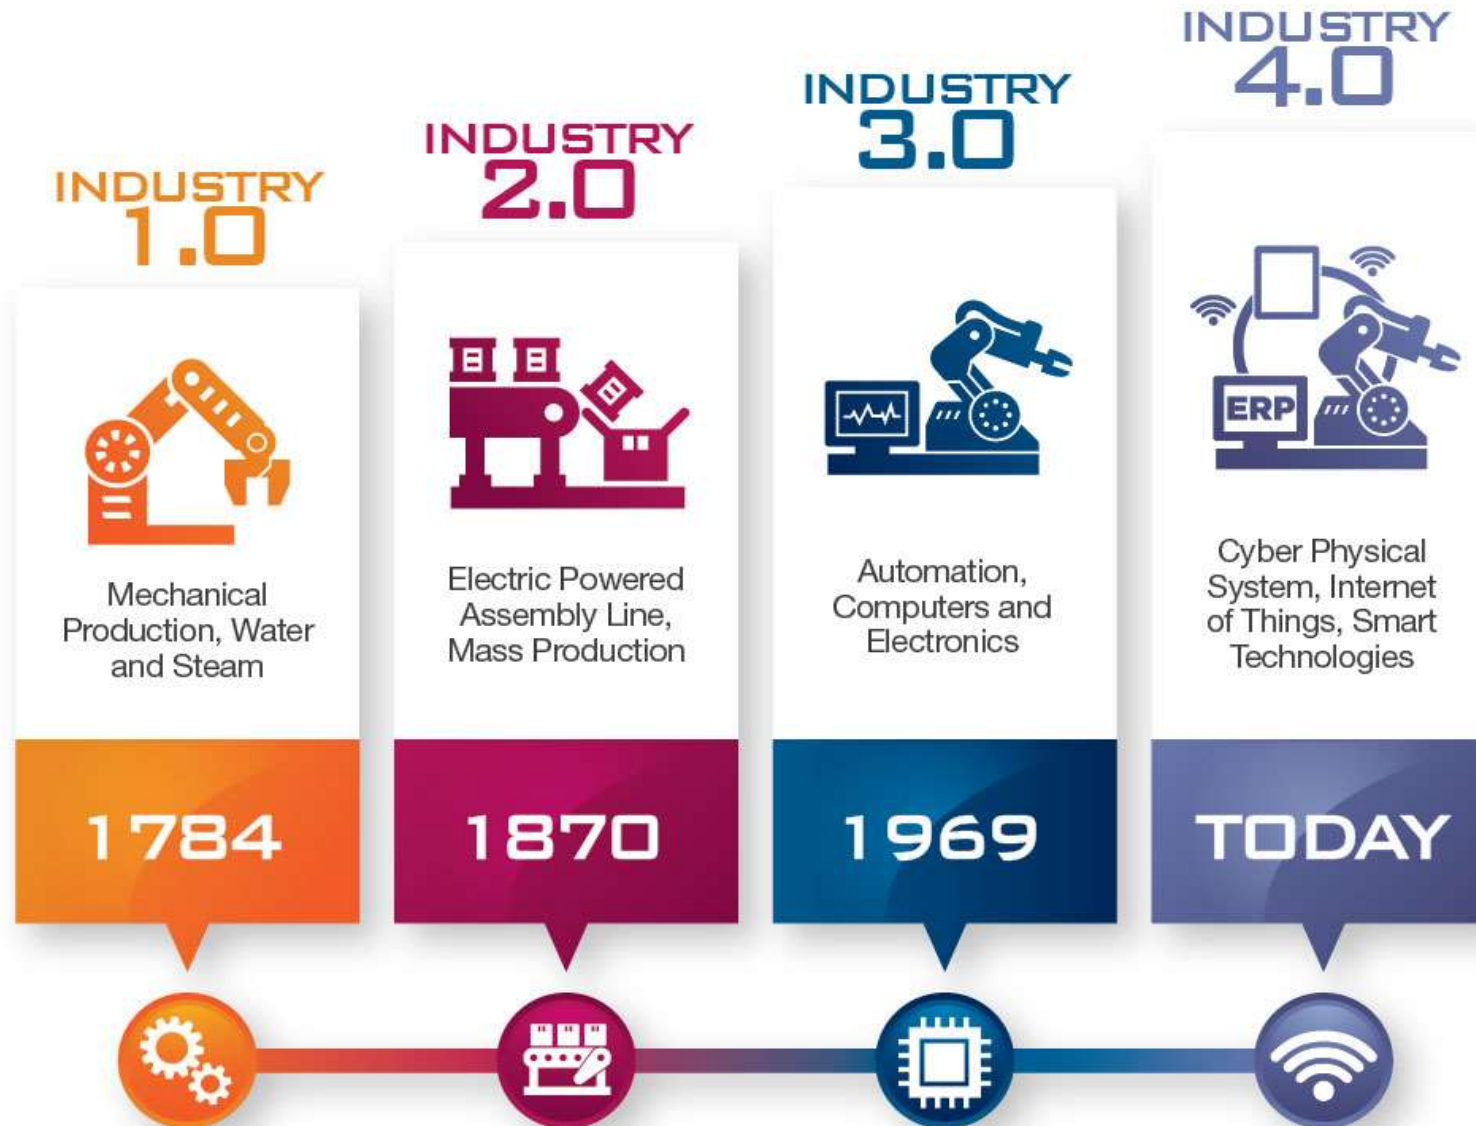 INDUSTRY
1.0
Mechanical
Production, Water
and Steam
1784
INDUSTRY
2.0
Electric Powered
Assembly Line,
Mass Production
1870
INDUSTRY
3.0
Automation,
Computers and
Electronics
1969
INDUSTRY
4.0
ERP
Cyber Physical
System, Internet
of Things, Smart
Technologies
TODAY